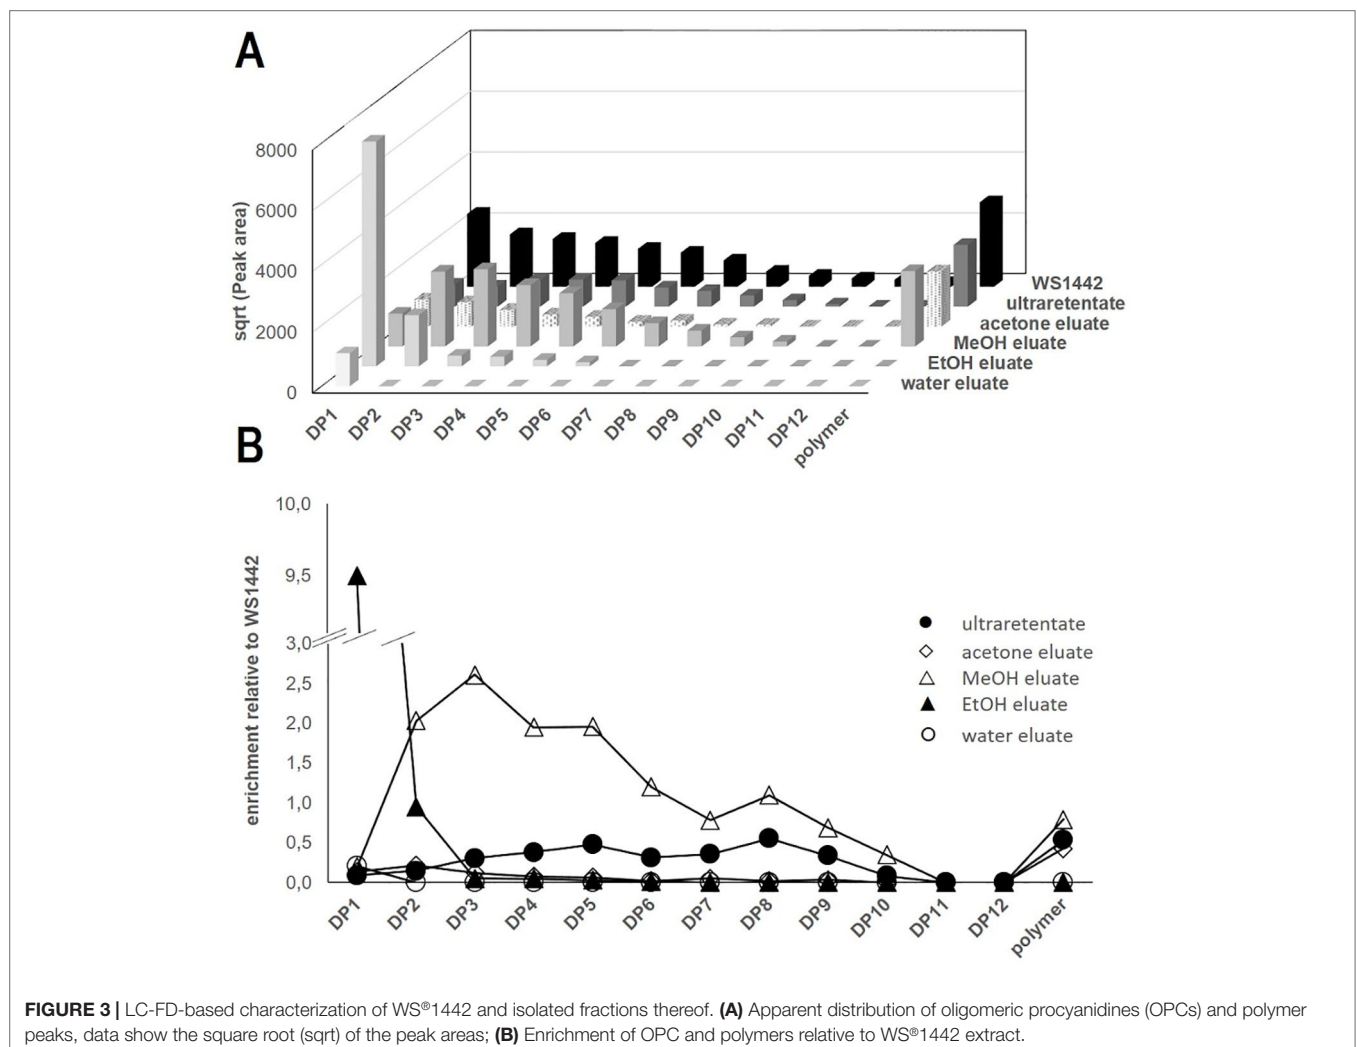 A
8000
6000
4000
2000
0
sqrt (Peak area)
WS1442
ultraretentate
acetone eluate
MeOH eluate
EtOH eluate
water eluate
DP1
DP2
DP3
DP4
DP5
DP6
DP7
DP8
DP9
DP10
DP11
DP12
polymer
B
10,0
9,5
3,0
2,5
2,0
1,5
1,0
0,5
0,0
enrichment relative to WS1442
ultraretentate
acetone eluate
MeOH eluate
EtOH eluate
water eluate
DP1
DP2
DP3
DP4
DP5
DP6
DP7
DP8
DP9
DP10
DP11
DP12
polymer
FIGURE 3 | LC-FD-based characterization of WS®1442 and isolated fractions thereof. (A) Apparent distribution of oligomeric procyanidines (OPCs) and polymer
peaks, data show the square root (sqrt) of the peak areas; (B) Enrichment of OPC and polymers relative to WS®1442 extract.